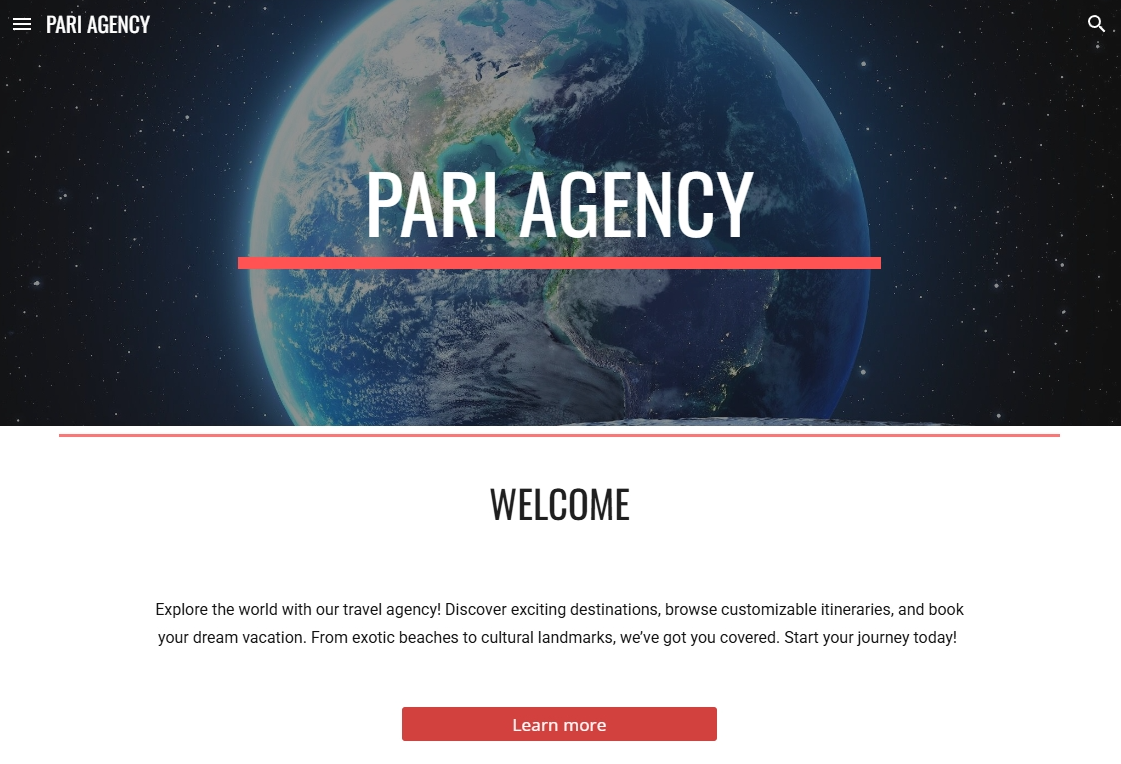 PARI AGENCY
PARI AGENCY
WELCOME
Explore the world with our travel agency! Discover exciting destinations, browse customizable itineraries, and book
your dream vacation. From exotic beaches to cultural landmarks, we’ve got you covered. Start your journey today!
Learn more